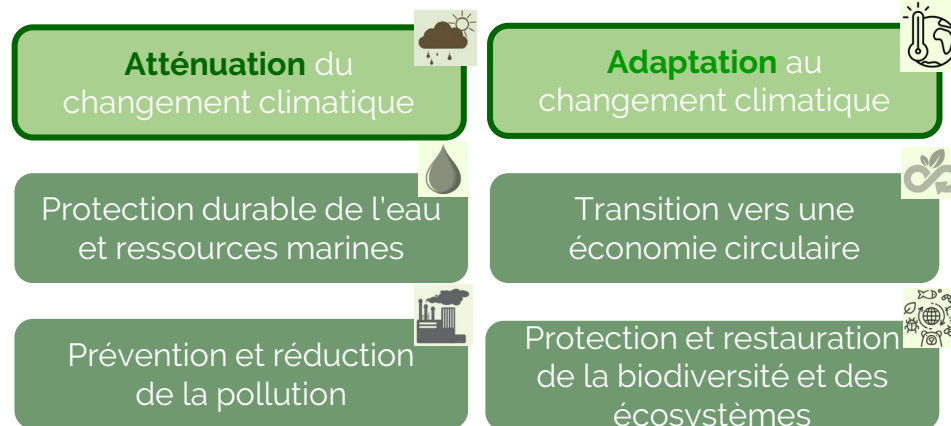 Atténuation du
changement climatique
Adaptation au
changement climatique
Protection durable de l'eau
et ressources marines
Transition vers une
économie circulaire
Prévention et réduction
de la pollution
Protection et restauration
de la biodiversité et des
écosystèmes